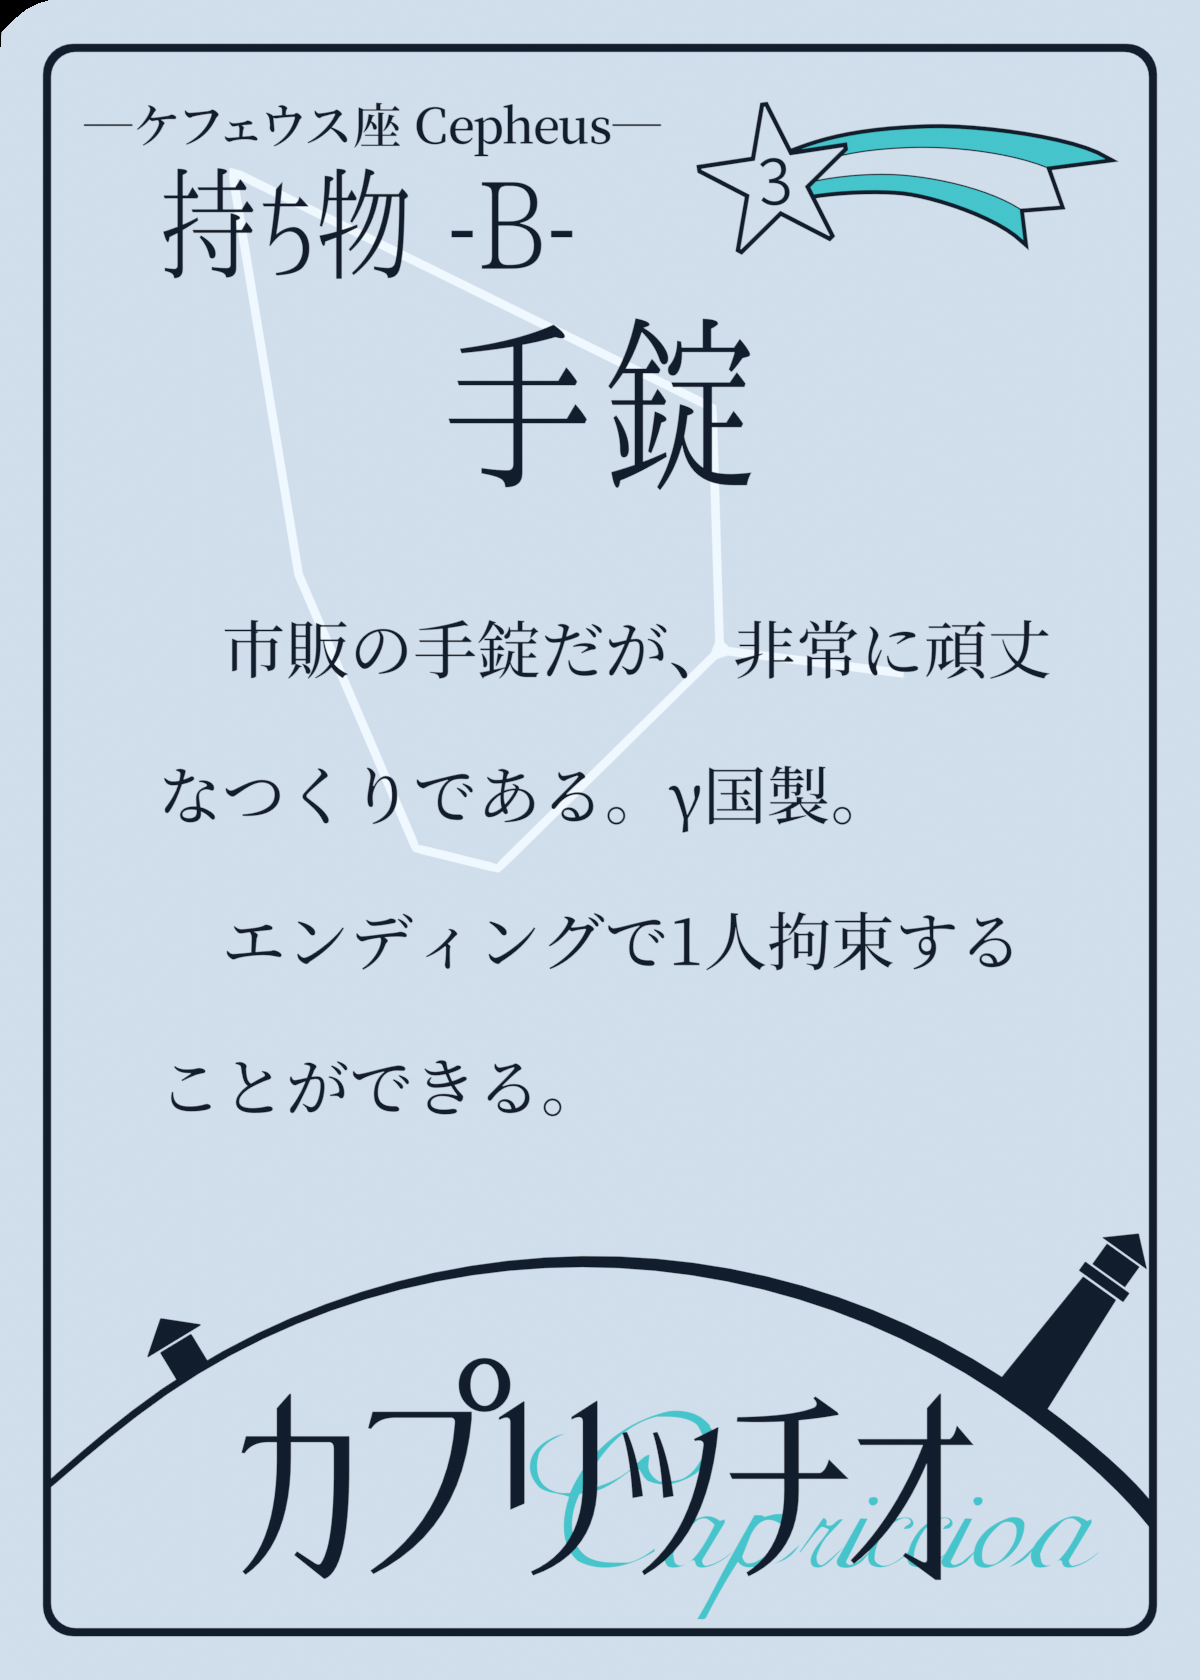 ―ケフェウス座 Cepheus―
持ち物 -B-
3
手錠
市販の手錠だが、非常に頑丈
なつくりである。γ国製。
エンディングで1人拘束する
ことができる。
カプリッチオ
Capriccioa